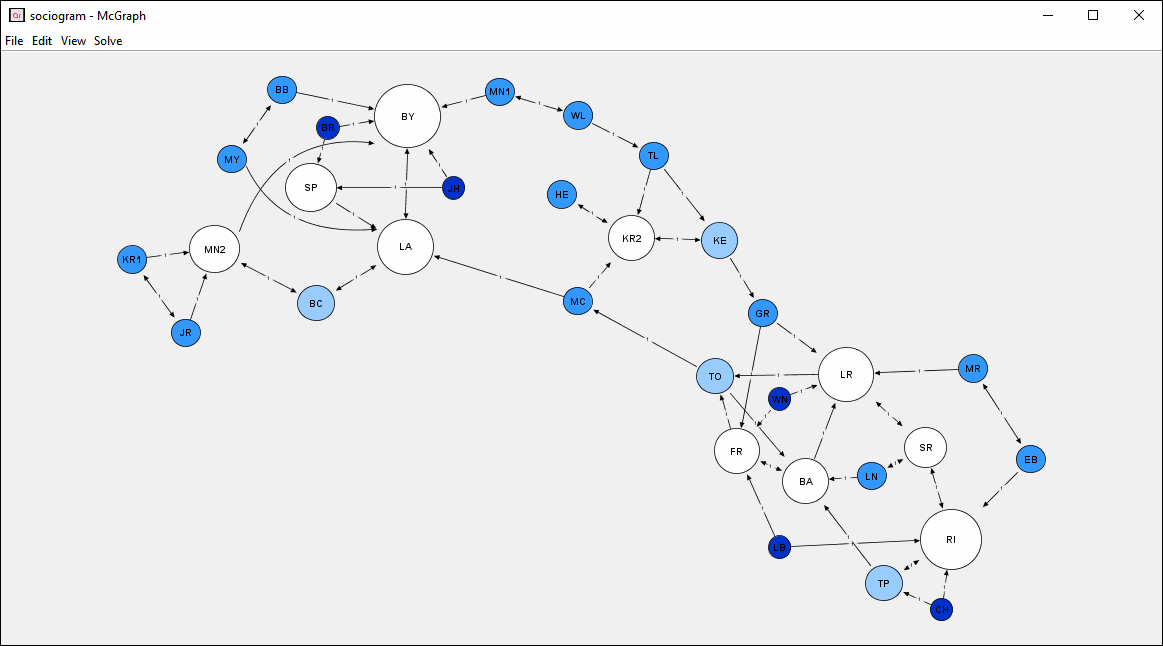 sociogram - McGraph
File Edit View Solve
BB
BY
MN1
WL
BR
MY
TL
SP
JH
HE
KR2
KE
LA
MN2
KR1
BC
MC
GR
JR
TO
LR
MR
WN
FR
SR
EB
BA
LN
LB
RI
TP
CH